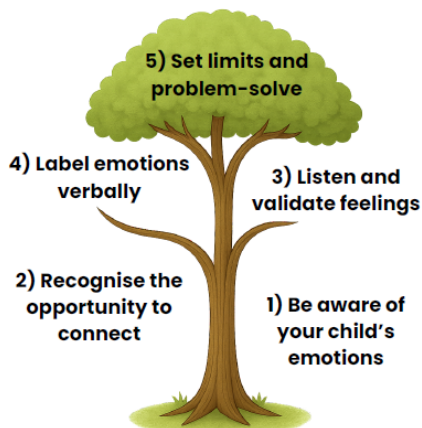 5) Set limits and
problem-solve
4) Label emotions
verbally
3) Listen and
validate feelings
2) Recognise the
opportunity to
connect
1) Be aware of
your child's
emotions